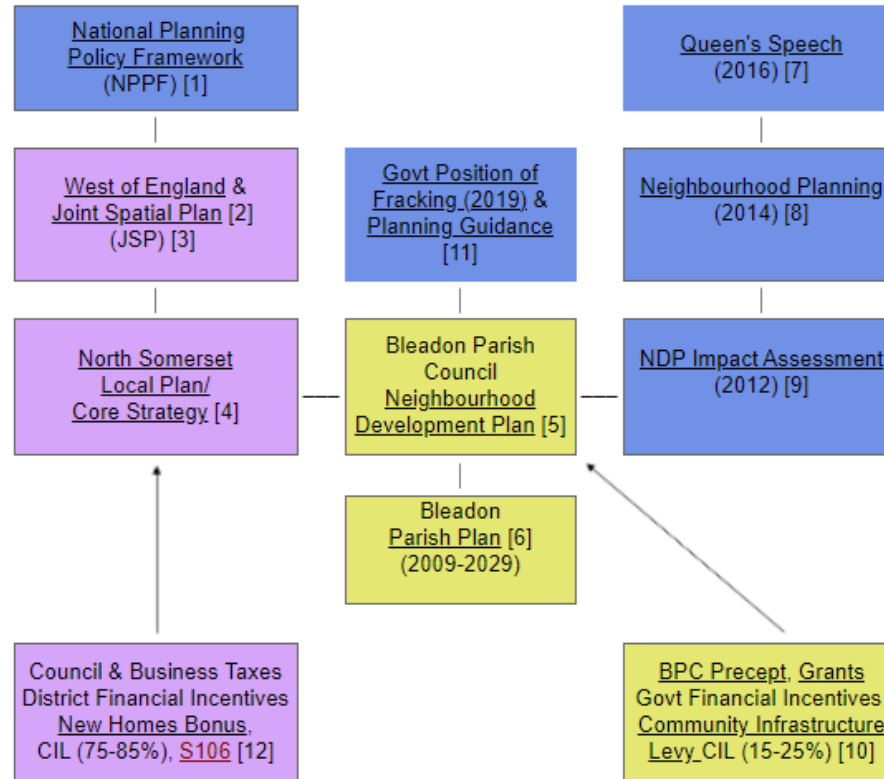 National Planning
Policy Framework
(NPPF) [1]
Queen's Speech
(2016) [7]
West of England &
Joint Spatial Plan [2]
(JSP) [3]
Govt Position of
Fracking (2019) &
Planning Guidance
[11]
Neighbourhood Planning
(2014) [8]
North Somerset
Local Plan/
Core Strategy [4]
Bleadon Parish
Council
Neighbourhood
Development Plan [5]
NDP Impact Assessment
(2012) [9]
Bleadon
Parish Plan [6]
(2009-2029)
Council & Business Taxes
District Financial Incentives
New Homes Bonus,
CIL (75-85%), S106 [12]
BPC Precept, Grants
Govt Financial Incentives
Community Infrastructure
Levy CIL (15-25%) [10]